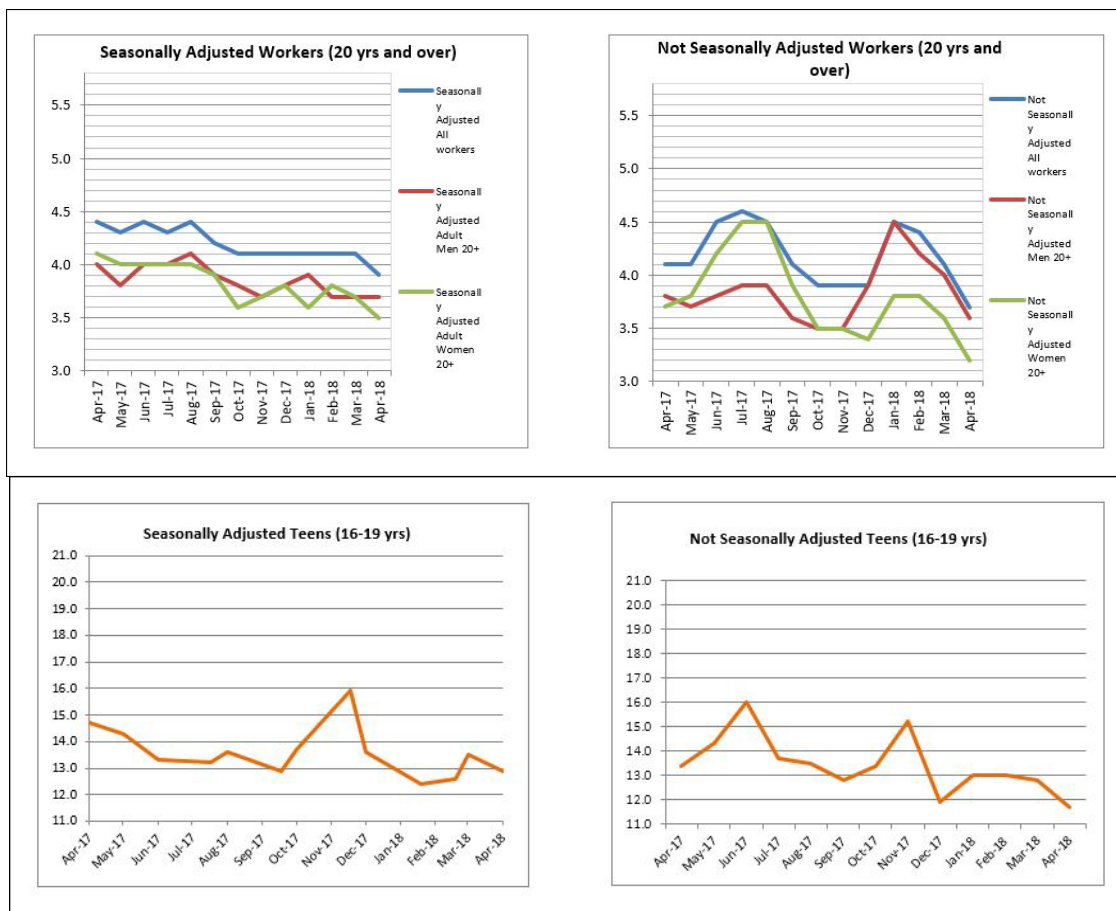 Seasonally Adjusted Workers (20 yrs and over)
5.5
5.0
4.5
4.0
3.5
3.0
Apr-17
May-17
Jun-17
Jul-17
Aug-17
Sep-17
Oct-17
Nov-17
Dec-17
Jan-18
Feb-18
Mar-18
Apr-18
Seasonall
y
Adjusted
All
workers
Seasonall
y
Adjusted
Adult
Men 20+
Seasonall
y
Adjusted
Adult
Women
20+
Not Seasonally Adjusted Workers (20 yrs and
over)
5.5
5.0
4.5
4.0
3.5
3.0
Apr-17
May-17
Jun-17
Jul-17
Aug-17
Sep-17
Oct-17
Nov-17
Dec-17
Jan-18
Feb-18
Mar-18
Apr-18
Not
Seasonall
y
Adjusted
All
workers
Not
Seasonall
y
Adjusted
Men 20+
Not
Seasonall
y
Adjusted
Women
20+
Seasonally Adjusted Teens (16-19 yrs)
21.0
20.0
19.0
18.0
17.0
16.0
15.0
14.0
13.0
12.0
11.0
Apr-17
May-17
Jun-17
Jul-17
Aug-17
Sep-17
Oct-17
Nov-17
Dec-17
Jan-18
Feb-18
Mar-18
Apr-18
Not Seasonally Adjusted Teens (16-19 yrs)
21.0
20.0
19.0
18.0
17.0
16.0
15.0
14.0
13.0
12.0
11.0
Apr-17
May-17
Jun-17
Jul-17
Aug-17
Sep-17
Oct-17
Nov-17
Dec-17
Jan-18
Feb-18
Mar-18
Apr-18